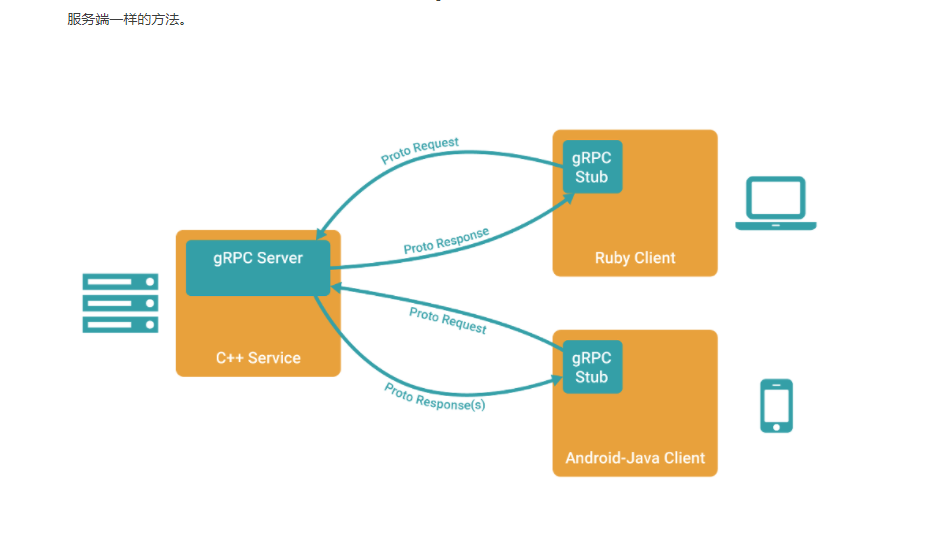 服务端一样的方法。
Proto Request
gRPC
Stub
Ruby Client
Proto Response
gRPC Server
C++ Service
Proto Request
gRPC
Stub
Proto Response(s)
Android-Java Client